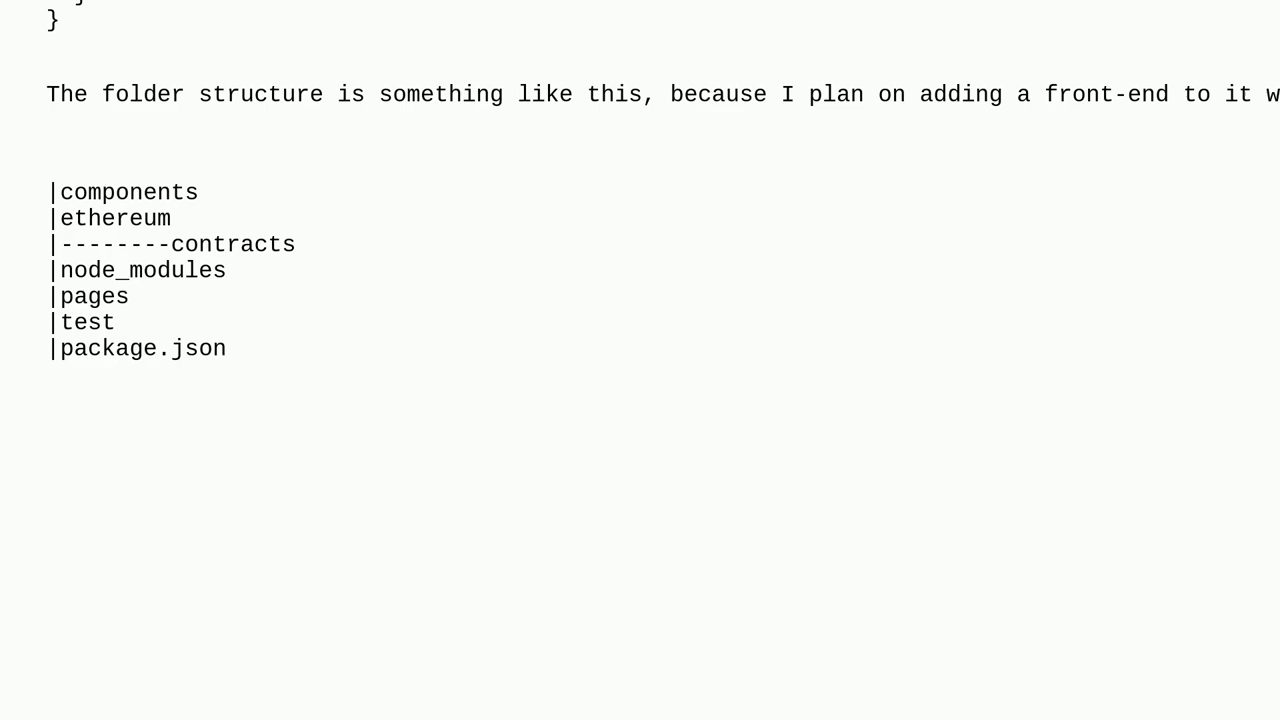 }
The folder structure is something like this, because I plan on adding a front-end to it
|components
|ethereum
|--------contracts
|node_modules
|pages
|test
|package.json